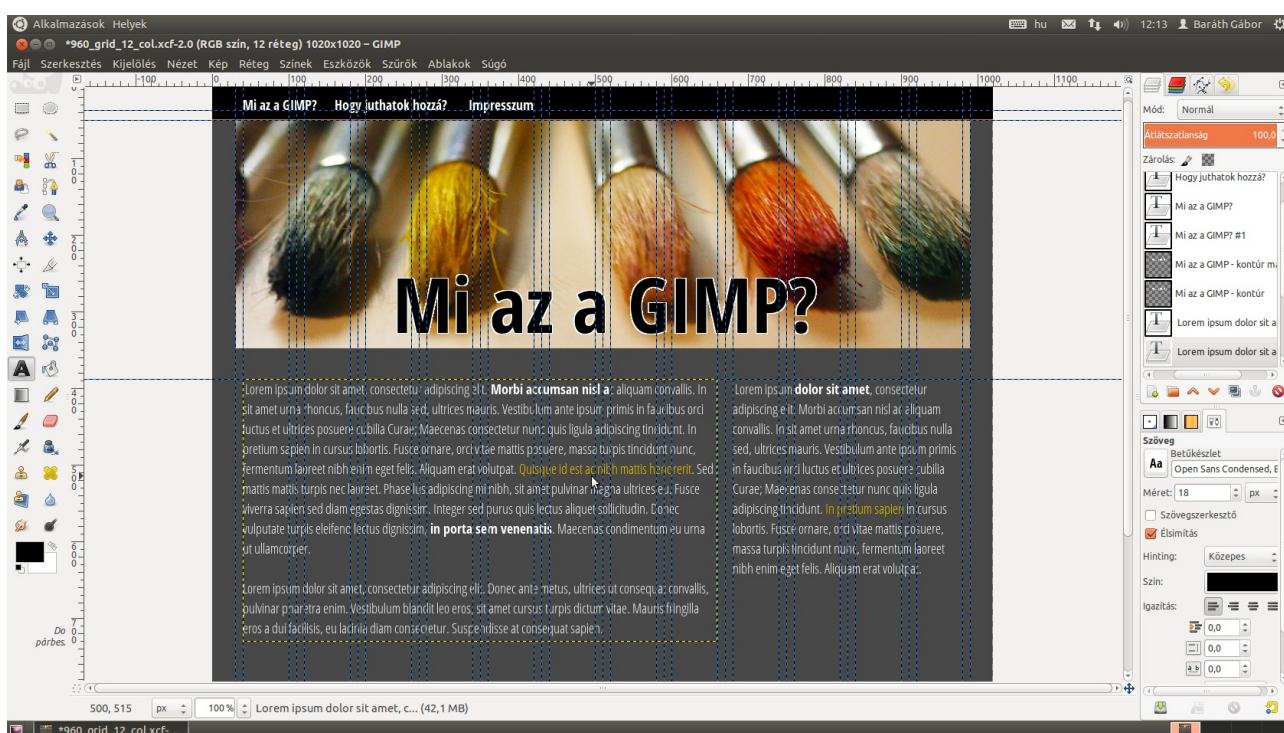 Alkalmazások Helyek
hu
12:13 Baráth Gábor
*960_grid_12_col.xcf-2.0 (RGB szín, 12 réteg) 1020x1020 – GIMP
Fájl Szerkesztés Kijelölés Nézet Kép Réteg Színek Eszközök Szűrők Ablakok Súgó
-100 0 100 200 300 400 500 600 700 800 900 1000 1100
Mi az a GIMP? Hogy juthatok hozzá? Impresszum
Mi az a GIMP?
Lorem ipsum dolor sit amet, consectetur adipiscing elit. Morbi accumsan nisl ac aliquam convallis. In
sit amet urna rhoncus, faucibus nulla sed, ultrices mauris. Vestibulum ante ipsum primis in faucibus orci
luctus et ultrices posuere cubilia Curae; Maecenas consectetur nunc quis ligula adipiscing tincidunt. In
pretium sapien in cursus lobortis. Fusce ornare, orci vitae mattis posuere, massa turpis tincidunt nunc,
fermentum laoreet nibh enim eget felis. Aliquam erat volutpat. Quisque id est ac nibh mattis hendrerit. Sed
mattis mattis turpis nec laoreet. Phasellus adipiscing mi nibh, sit amet pulvinar magna ultrices eu. Fusce
viverra sapien sed diam egestas dignissim. Integer sed purus quis lectus aliquet sollicitudin. Donec
vulputate turpis eleifend lectus dignissim, in porta sem venenatis. Maecenas condimentum eu urna
ut ullamcorper.
Lorem ipsum dolor sit amet, consectetur adipiscing elit. Donec ante metus, ultrices ut consequat convallis,
pulvinar pharetra enim. Vestibulum blandit leo eros, sit amet cursus turpis dictum vitae. Mauris fringilla
eros a dui facilisis, eu lacinia diam consectetur. Suspendisse at consequat sapien.
Lorem ipsum dolor sit amet, consectetur
adipiscing elit. Morbi accumsan nisl ac aliquam
convallis. In sit amet urna rhoncus, faucibus nulla
sed, ultrices mauris. Vestibulum ante ipsum primis
in faucibus orci luctus et ultrices posuere cubilia
Curae; Maecenas consectetur nunc quis ligula
adipiscing tincidunt. In pretium sapien in cursus
lobortis. Fusce ornare, orci vitae mattis posuere,
massa turpis tincidunt nunc, fermentum laoreet
nibh enim eget felis. Aliquam erat volutpat.
Mód: Normál
Átlátszatlanság 100,0
Zárolás:
Hogy juthatok hozzá?
Mi az a GIMP?
Mi az a GIMP? #1
Mi az a GIMP - kontúr ma
Mi az a GIMP - kontúr
Lorem ipsum dolor sit a
Lorem ipsum dolor sit a
Szöveg
Betűkészlet
Aa Open Sans Condensed, B
Méret: 18 px
Szövegszerkesztő
Élsimítás
Hinting: Közepes
Szín:
Igazítás:
0,0
0,0
0,0
Do
párbes
500, 515 px 100% Lorem ipsum dolor sit amet, c... (42,1 MB)
*960_grid_12_col.xcf-